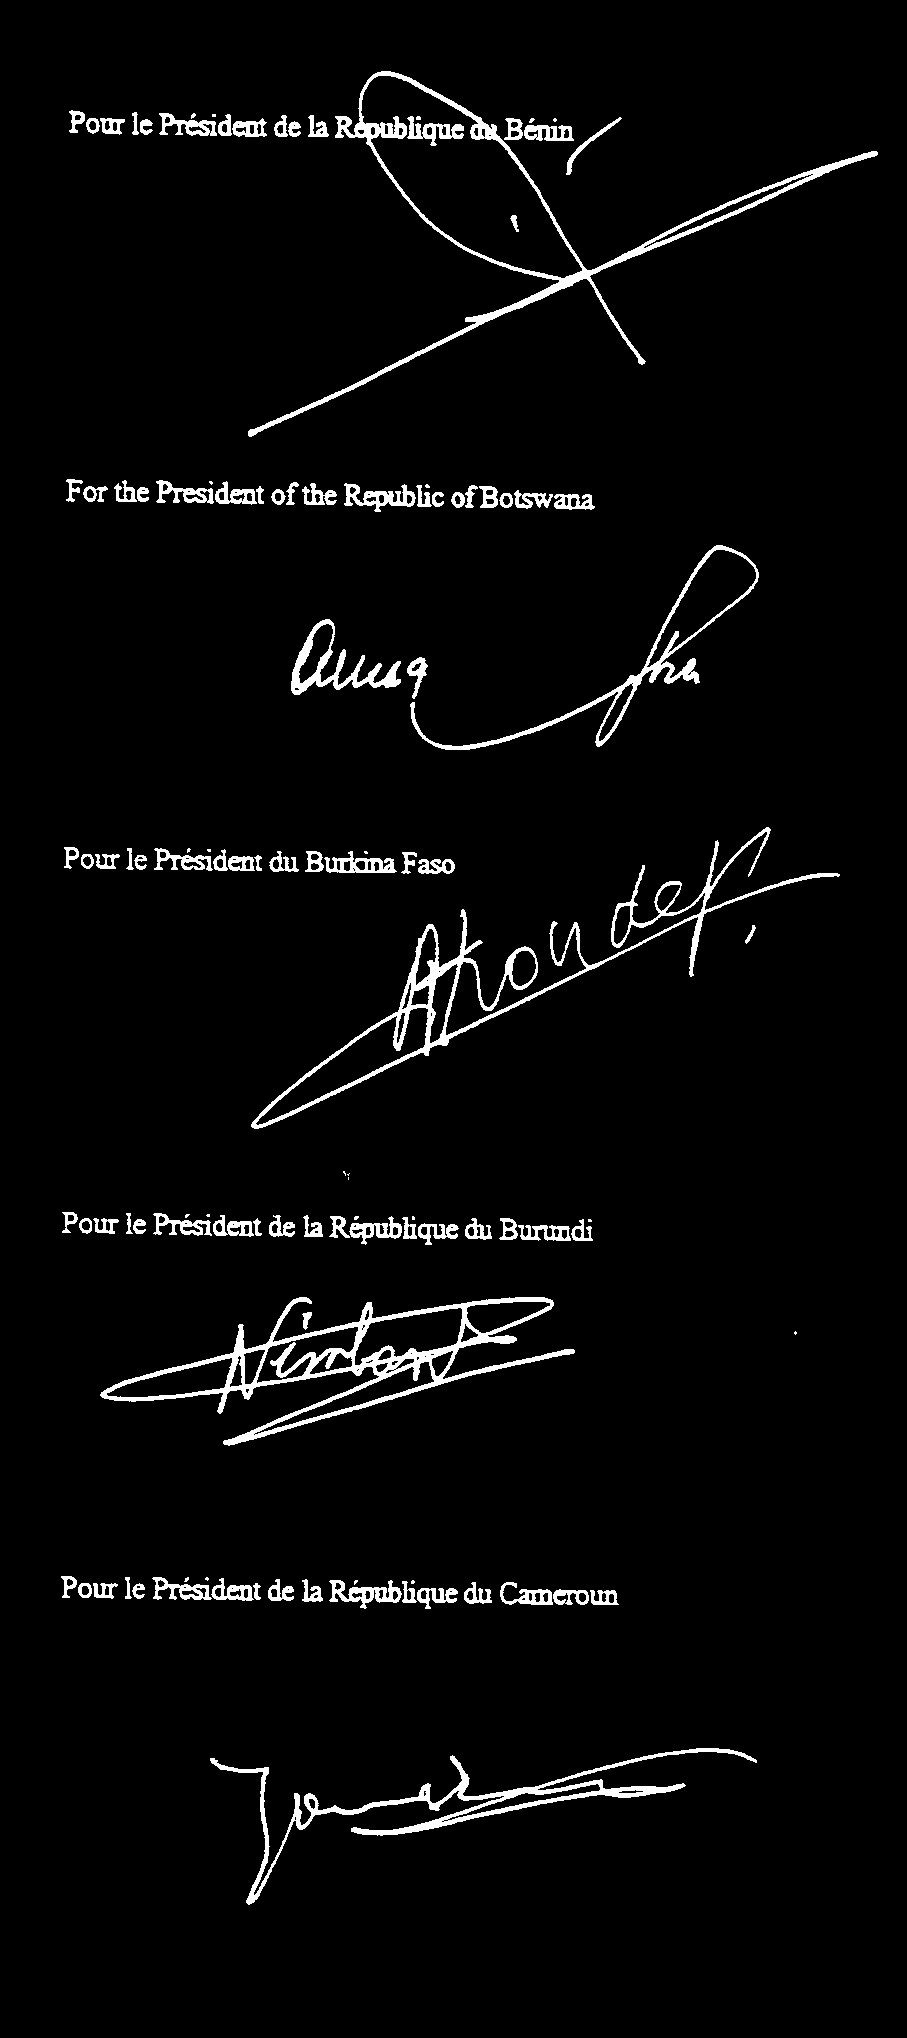 Pour le Président de la République du Bénin
For the President of the Republic of Botswana
Pour le Président du Burkina Faso
Pour le Président de la République du Burundi
Pour le Président de la République du Cameroun